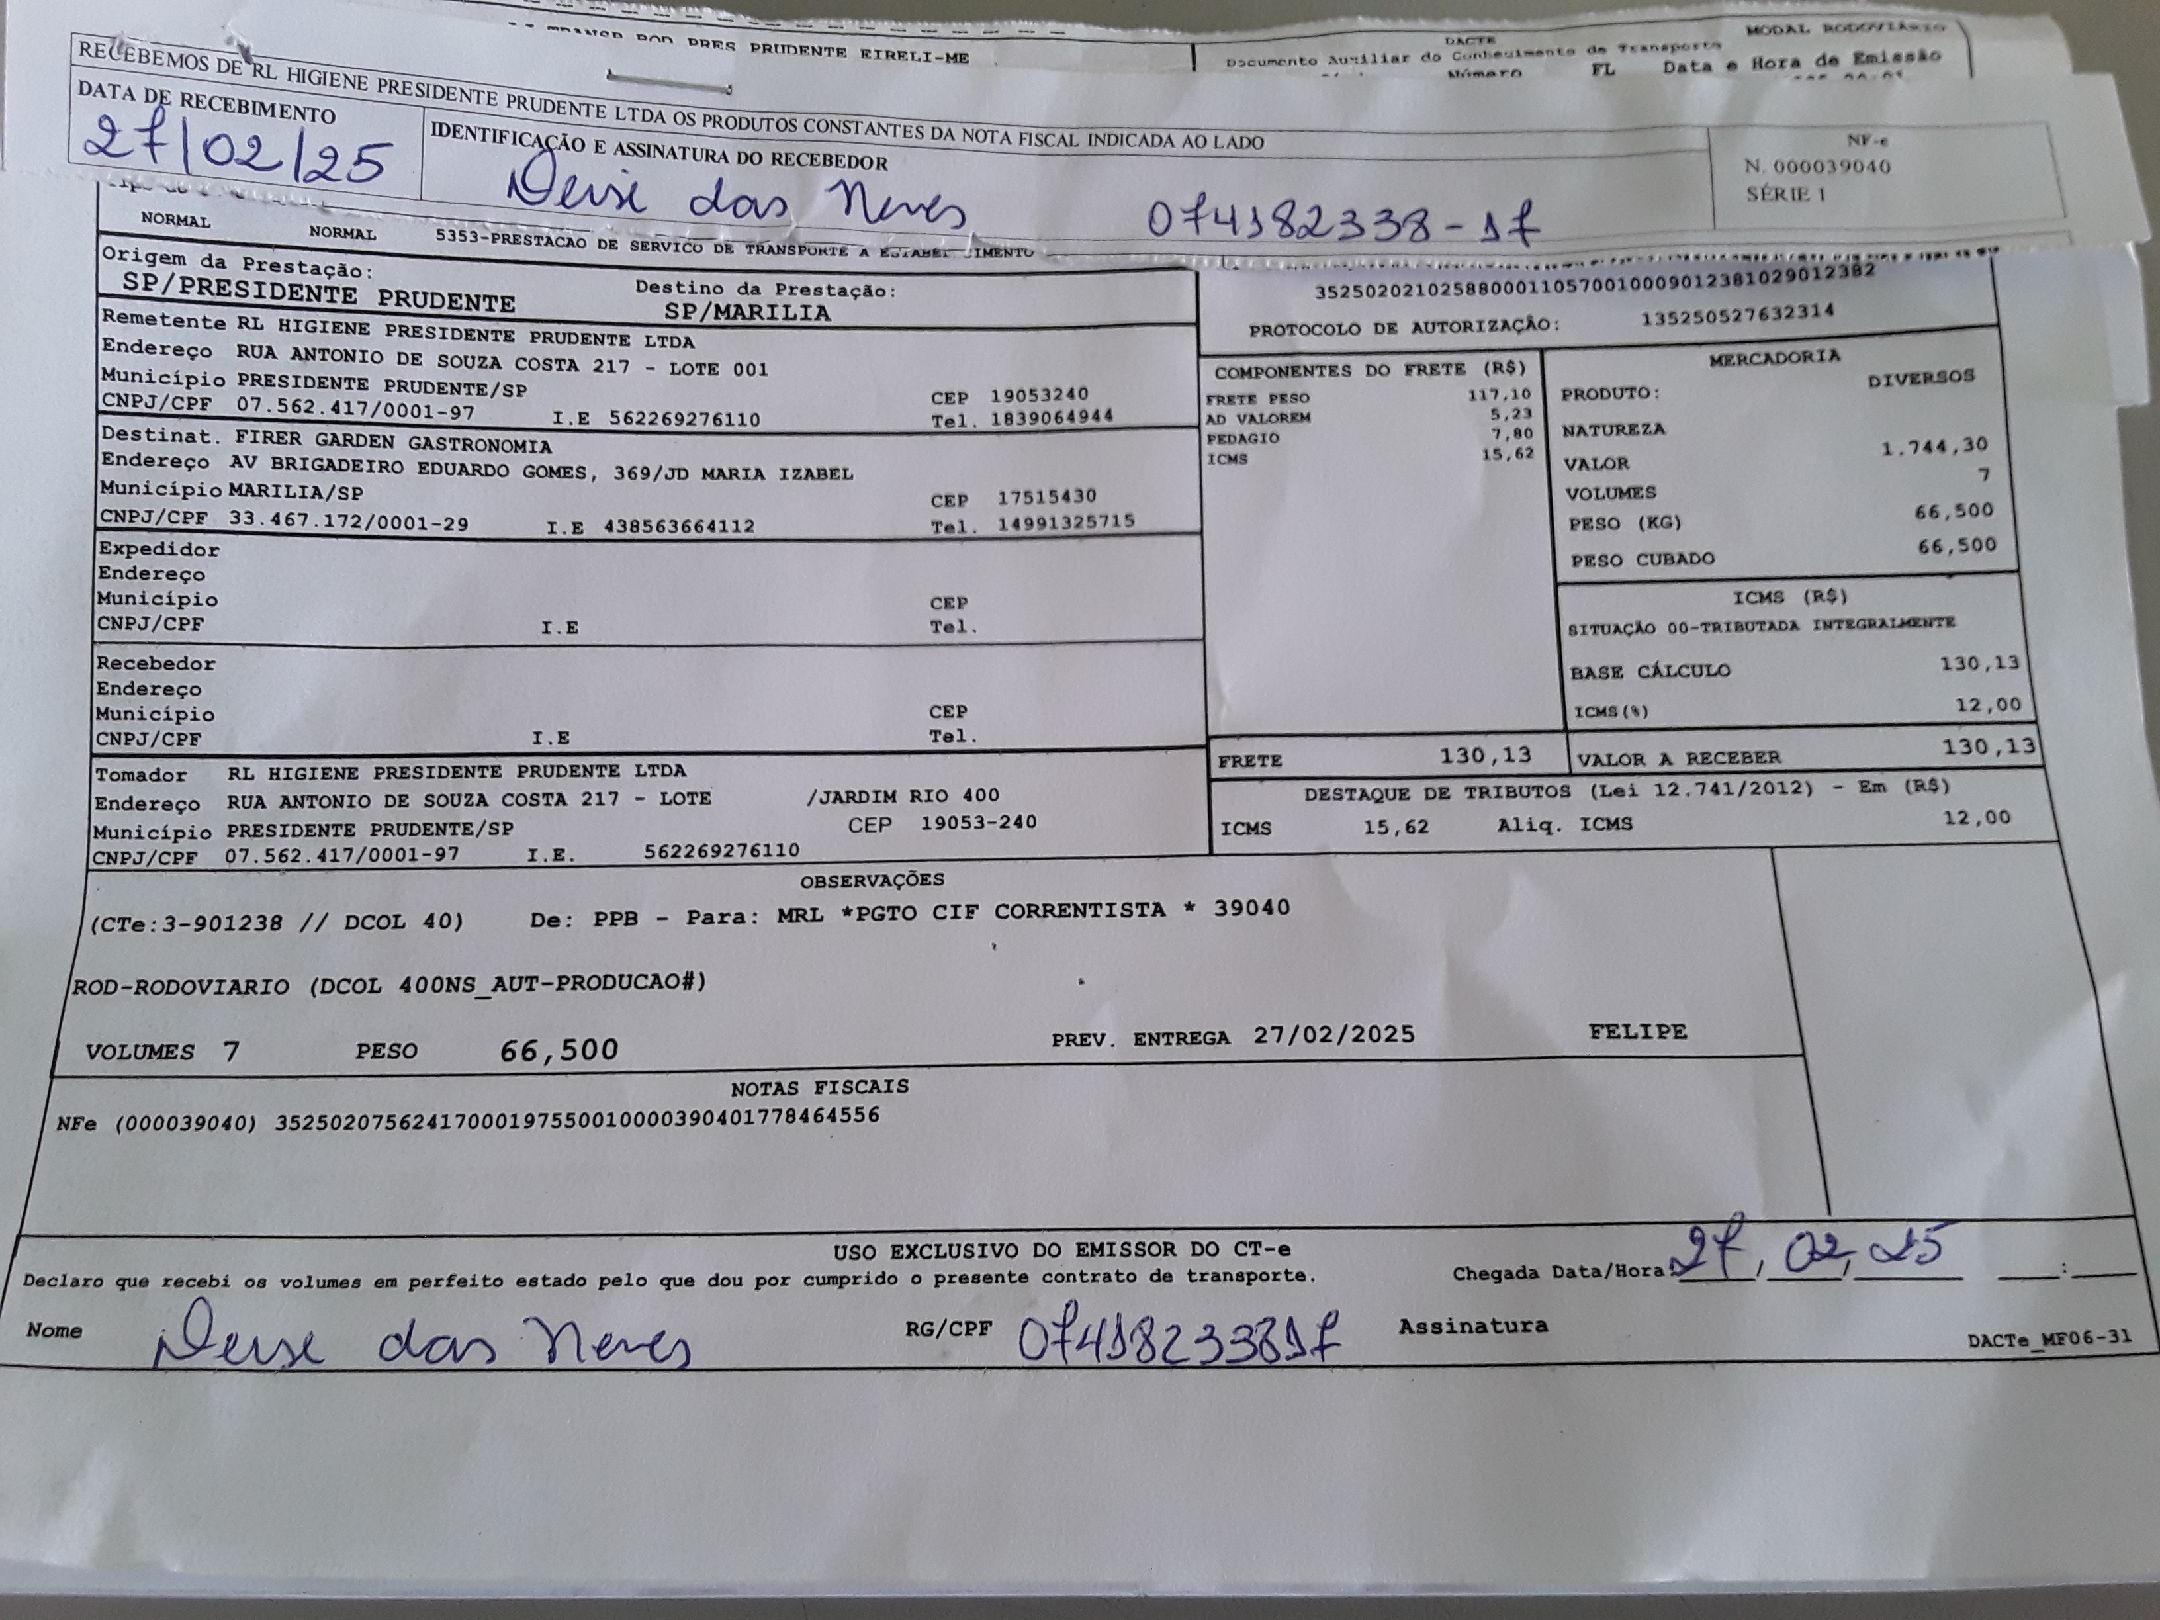 PRES PRUDENTE EIRELI-ME
DACTE
MODAL RODOVIÁRIO
Documento Auxiliar do Conhecimento de Transporte
Número FL Data e Hora de Emissão
RECEBEMOS DE RL HIGIENE PRESIDENTE PRUDENTE LTDA OS PRODUTOS CONSTANTES DA NOTA FISCAL INDICADA AO LADO
DATA DE RECEBIMENTO
27/02/25
IDENTIFICAÇÃO E ASSINATURA DO RECEBEDOR
Deise das Neves 074182338-17
NF-e
N. 000039040
SÉRIE 1
NORMAL NORMAL 5353-PRESTACAO DE SERVICO DE TRANSPORTE A
Origem da Prestação:
SP/PRESIDENTE PRUDENTE
Destino da Prestação:
SP/MARILIA
35250202102588000110570010009012381029012382
PROTOCOLO DE AUTORIZAÇÃO: 135250527632314
Remetente RL HIGIENE PRESIDENTE PRUDENTE LTDA
Endereço RUA ANTONIO DE SOUZA COSTA 217 - LOTE 001
Município PRESIDENTE PRUDENTE/SP CEP 19053240
CNPJ/CPF 07.562.417/0001-97 I.E 562269276110 Tel. 1839064944
Destinat. FIRER GARDEN GASTRONOMIA
Endereço AV BRIGADEIRO EDUARDO GOMES, 369/JD MARIA IZABEL
Município MARILIA/SP CEP 17515430
CNPJ/CPF 33.467.172/0001-29 I.E 438563664112 Tel. 14991325715
Expedidor
Endereço
Município CEP
CNPJ/CPF I.E Tel.
Recebedor
Endereço
Município CEP
CNPJ/CPF I.E Tel.
Tomador RL HIGIENE PRESIDENTE PRUDENTE LTDA
Endereço RUA ANTONIO DE SOUZA COSTA 217 - LOTE /JARDIM RIO 400
Município PRESIDENTE PRUDENTE/SP CEP 19053-240
CNPJ/CPF 07.562.417/0001-97 I.E. 562269276110
COMPONENTES DO FRETE (R$)
FRETE PESO 117,10
AD VALOREM 5,23
PEDAGIO 7,80
ICMS 15,62
FRETE 130,13
MERCADORIA
PRODUTO: DIVERSOS
NATUREZA
VALOR 1.744,30
VOLUMES 7
PESO (KG) 66,500
PESO CUBADO 66,500
ICMS (R$)
SITUAÇÃO 00-TRIBUTADA INTEGRALMENTE
BASE CÁLCULO 130,13
ICMS(%) 12,00
VALOR A RECEBER 130,13
DESTAQUE DE TRIBUTOS (Lei 12.741/2012) - Em (R$)
ICMS 15,62 Aliq. ICMS 12,00
OBSERVAÇÕES
(CTe:3-901238 // DCOL 40) De: PPB - Para: MRL *PGTO CIF CORRENTISTA * 39040
ROD-RODOVIARIO (DCOL 400NS_AUT-PRODUCAO#)
VOLUMES 7 PESO 66,500 PREV. ENTREGA 27/02/2025 FELIPE
NOTAS FISCAIS
NFe (000039040) 35250207562417000197550010000390401778464556
USO EXCLUSIVO DO EMISSOR DO CT-e
Declaro que recebi os volumes em perfeito estado pelo que dou por cumprido o presente contrato de transporte.
Chegada Data/Hora 27/02/25 :
Nome Deise das Neves RG/CPF 07418233817 Assinatura
DACTe_MF06-31